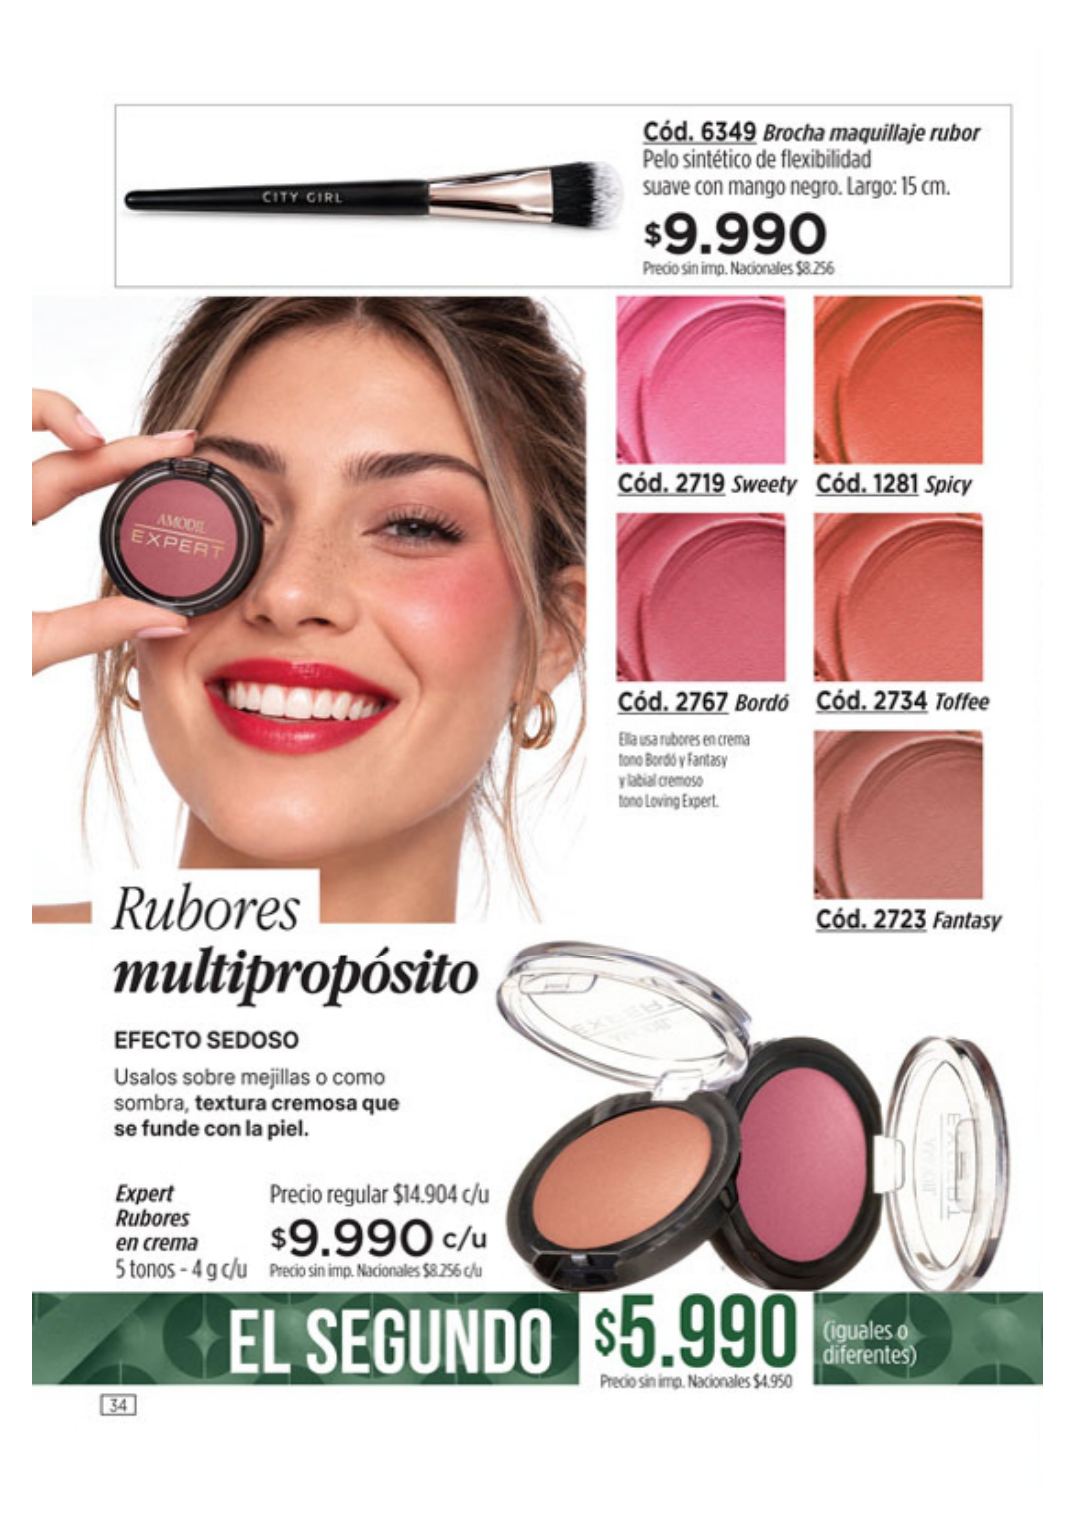 Cód. 6349 Brocha maquillaje rubor
Pelo sintético de flexibilidad
suave con mango negro. Largo: 15 cm.
$9.990
Precio sin imp. Nacionales $8.256
CITY GIRL
AMODIL
EXPERT
Cód. 2719 Sweety
Cód. 1281 Spicy
Cód. 2767 Bordó
Cód. 2734 Toffee
Ella usa rubores en crema
tono Bordó y Fantasy
y labial cremoso
tono Loving Expert.
Cód. 2723 Fantasy
Rubores
multipropósito
EFECTO SEDOSO
Usalos sobre mejillas o como
sombra, textura cremosa que
se funde con la piel.
Expert
Rubores
en crema
5 tonos - 4 g c/u
Precio regular $14.904 c/u
$9.990 c/u
Precio sin imp. Nacionales $8.256 c/u
EXPERT
AMODIL
AMODIL
EXPERT
EL SEGUNDO
$5.990
Precio sin imp. Nacionales $4.950
(iguales o
diferentes)
34